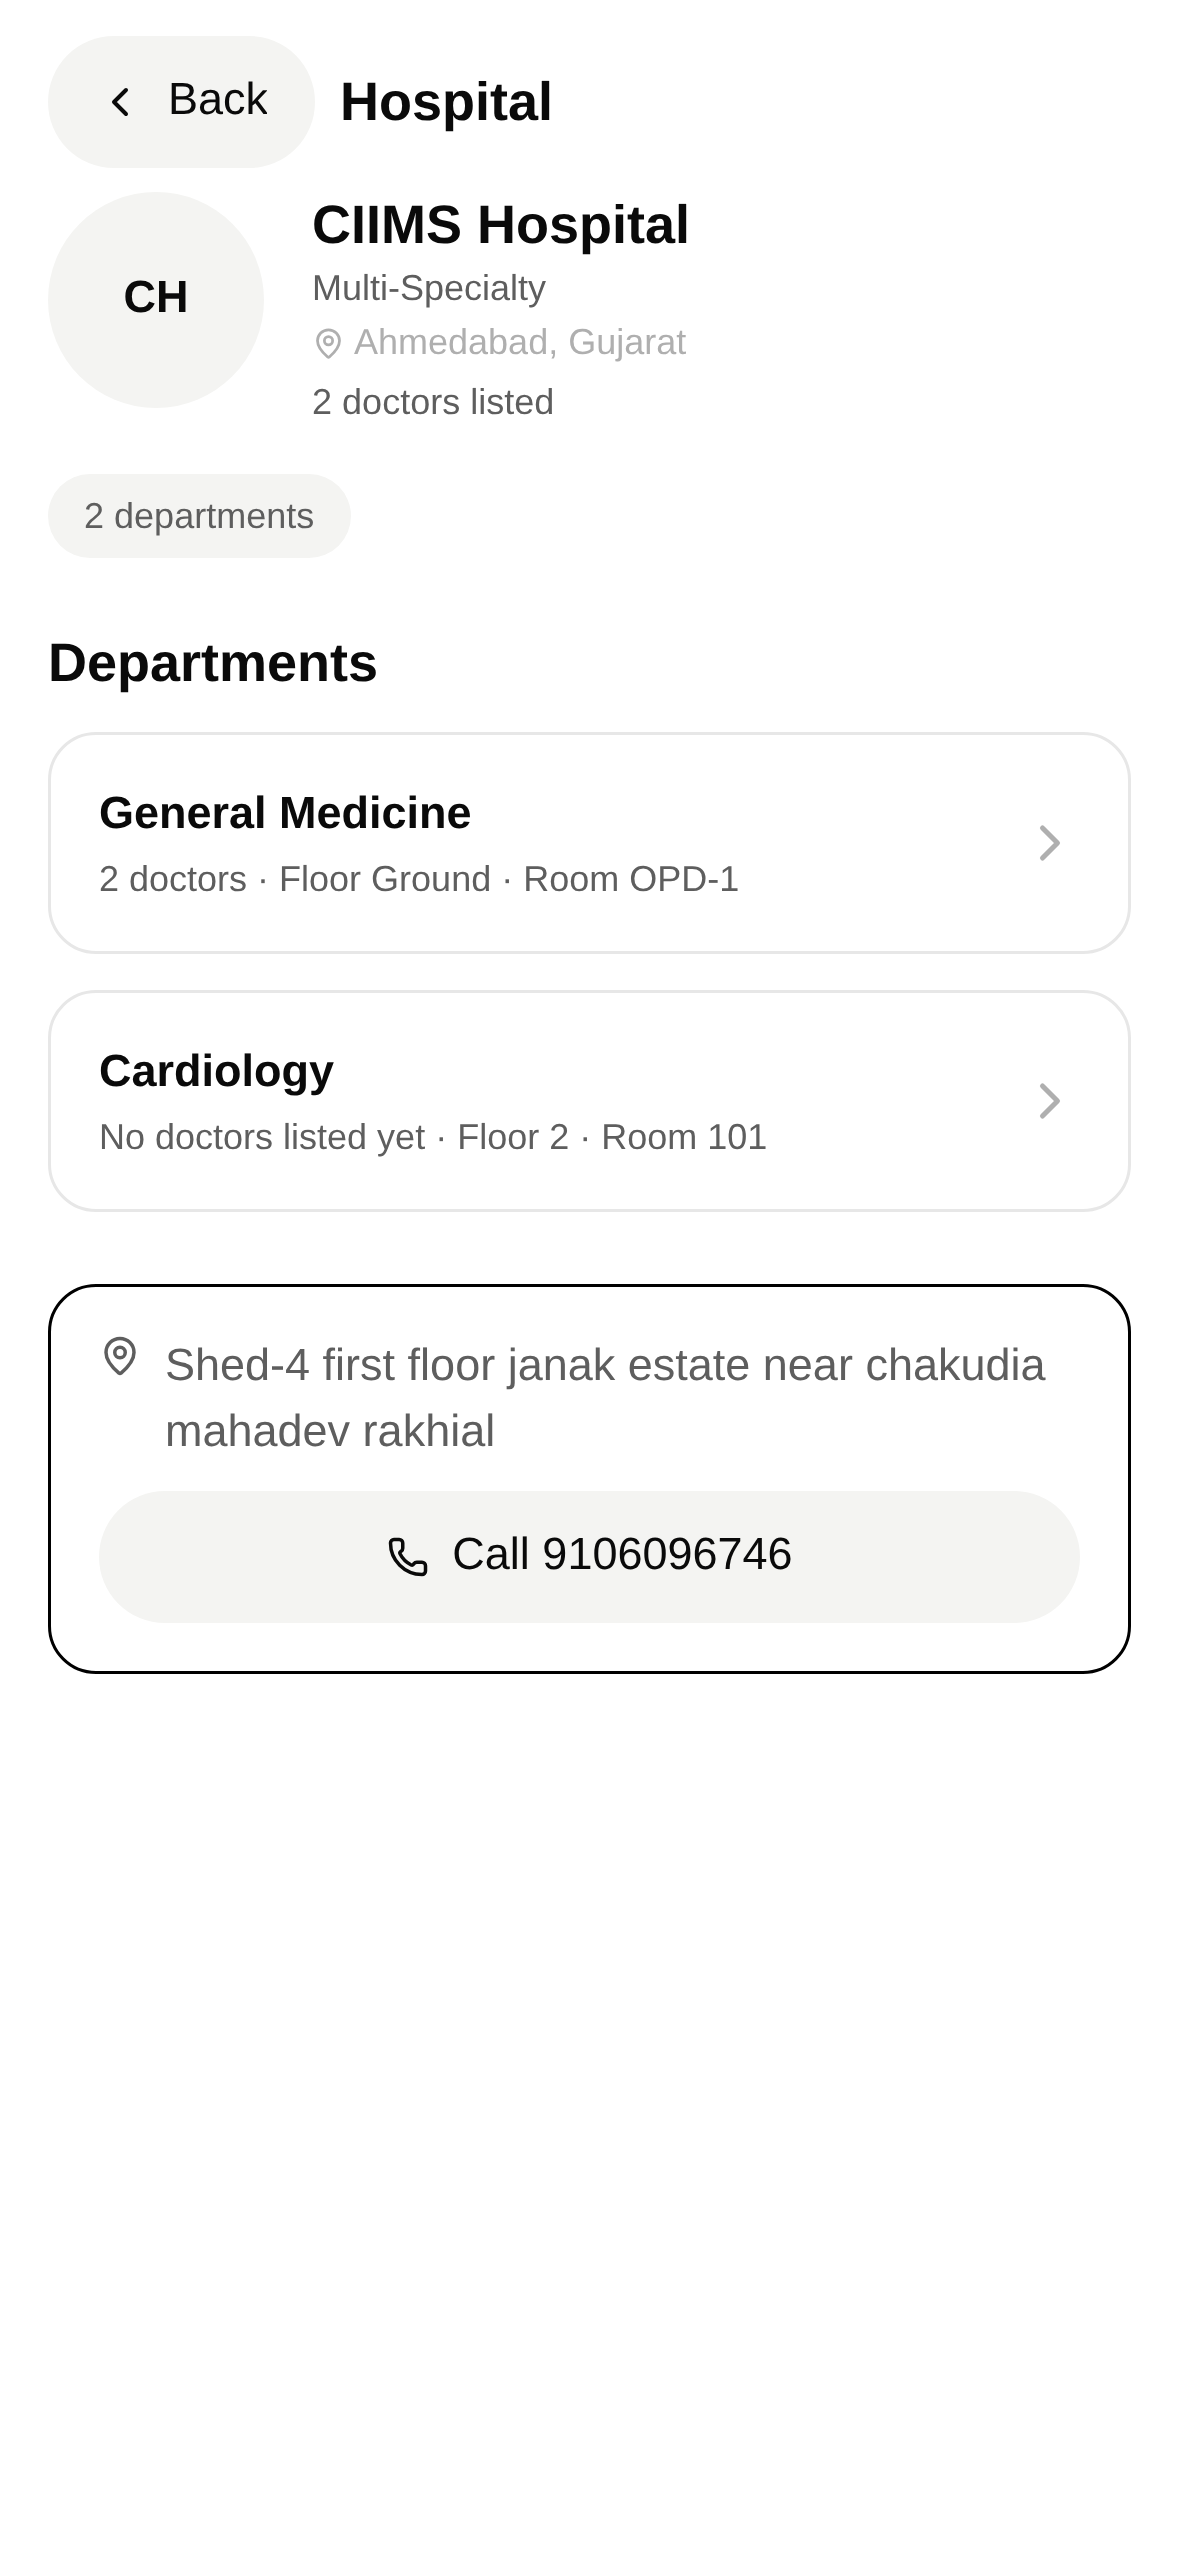 Back
Hospital
CH
CIIMS Hospital
Multi-Specialty
Ahmedabad, Gujarat
2 doctors listed
2 departments
Departments
General Medicine
2 doctors · Floor Ground · Room OPD-1
Cardiology
No doctors listed yet · Floor 2 · Room 101
Shed-4 first floor janak estate near chakudia
mahadev rakhial
Call 9106096746